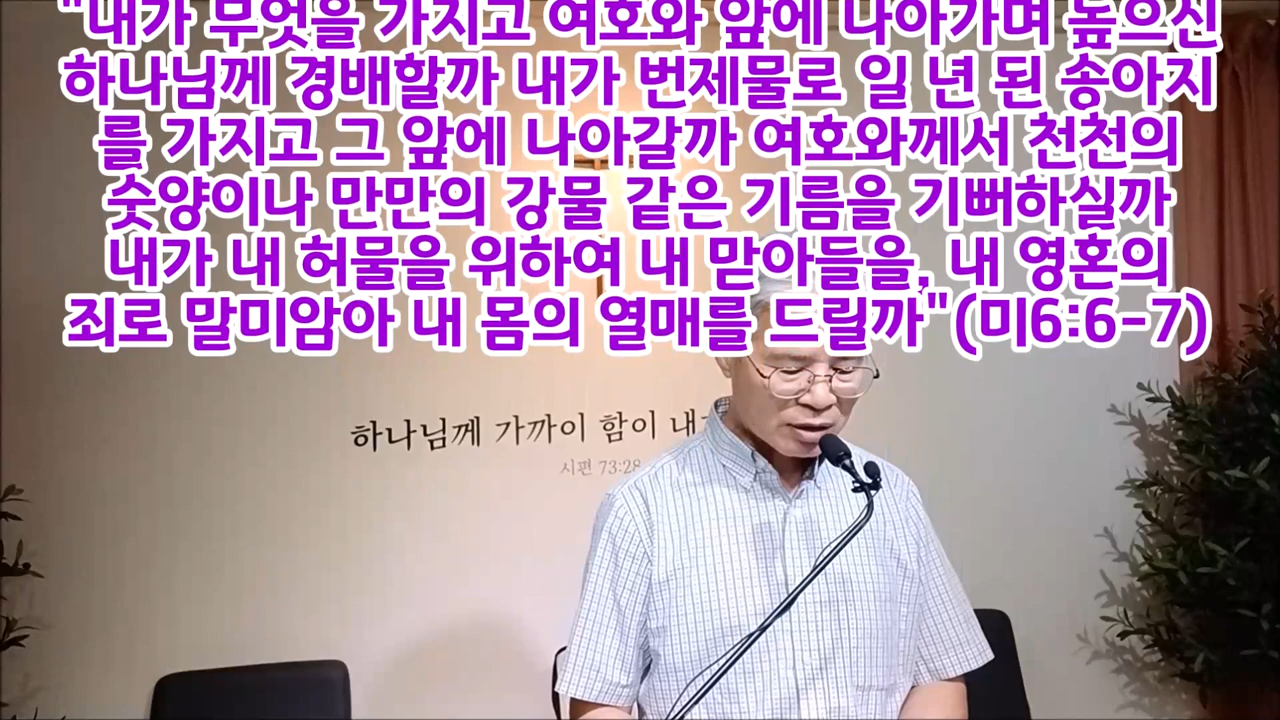 "내가 무엇을 가지고 여호와 앞에 나아가며 높으신
하나님께 경배할까 내가 번제물로 일 년 된 송아지
를 가지고 그 앞에 나아갈까 여호와께서 천천의
숫양이나 만만의 강물 같은 기름을 기뻐하실까
내가 내 허물을 위하여 내 맏아들을, 내 영혼의
죄로 말미암아 내 몸의 열매를 드릴까"(미6:6-7)
하나님께 가까이 함이
시편 73:28